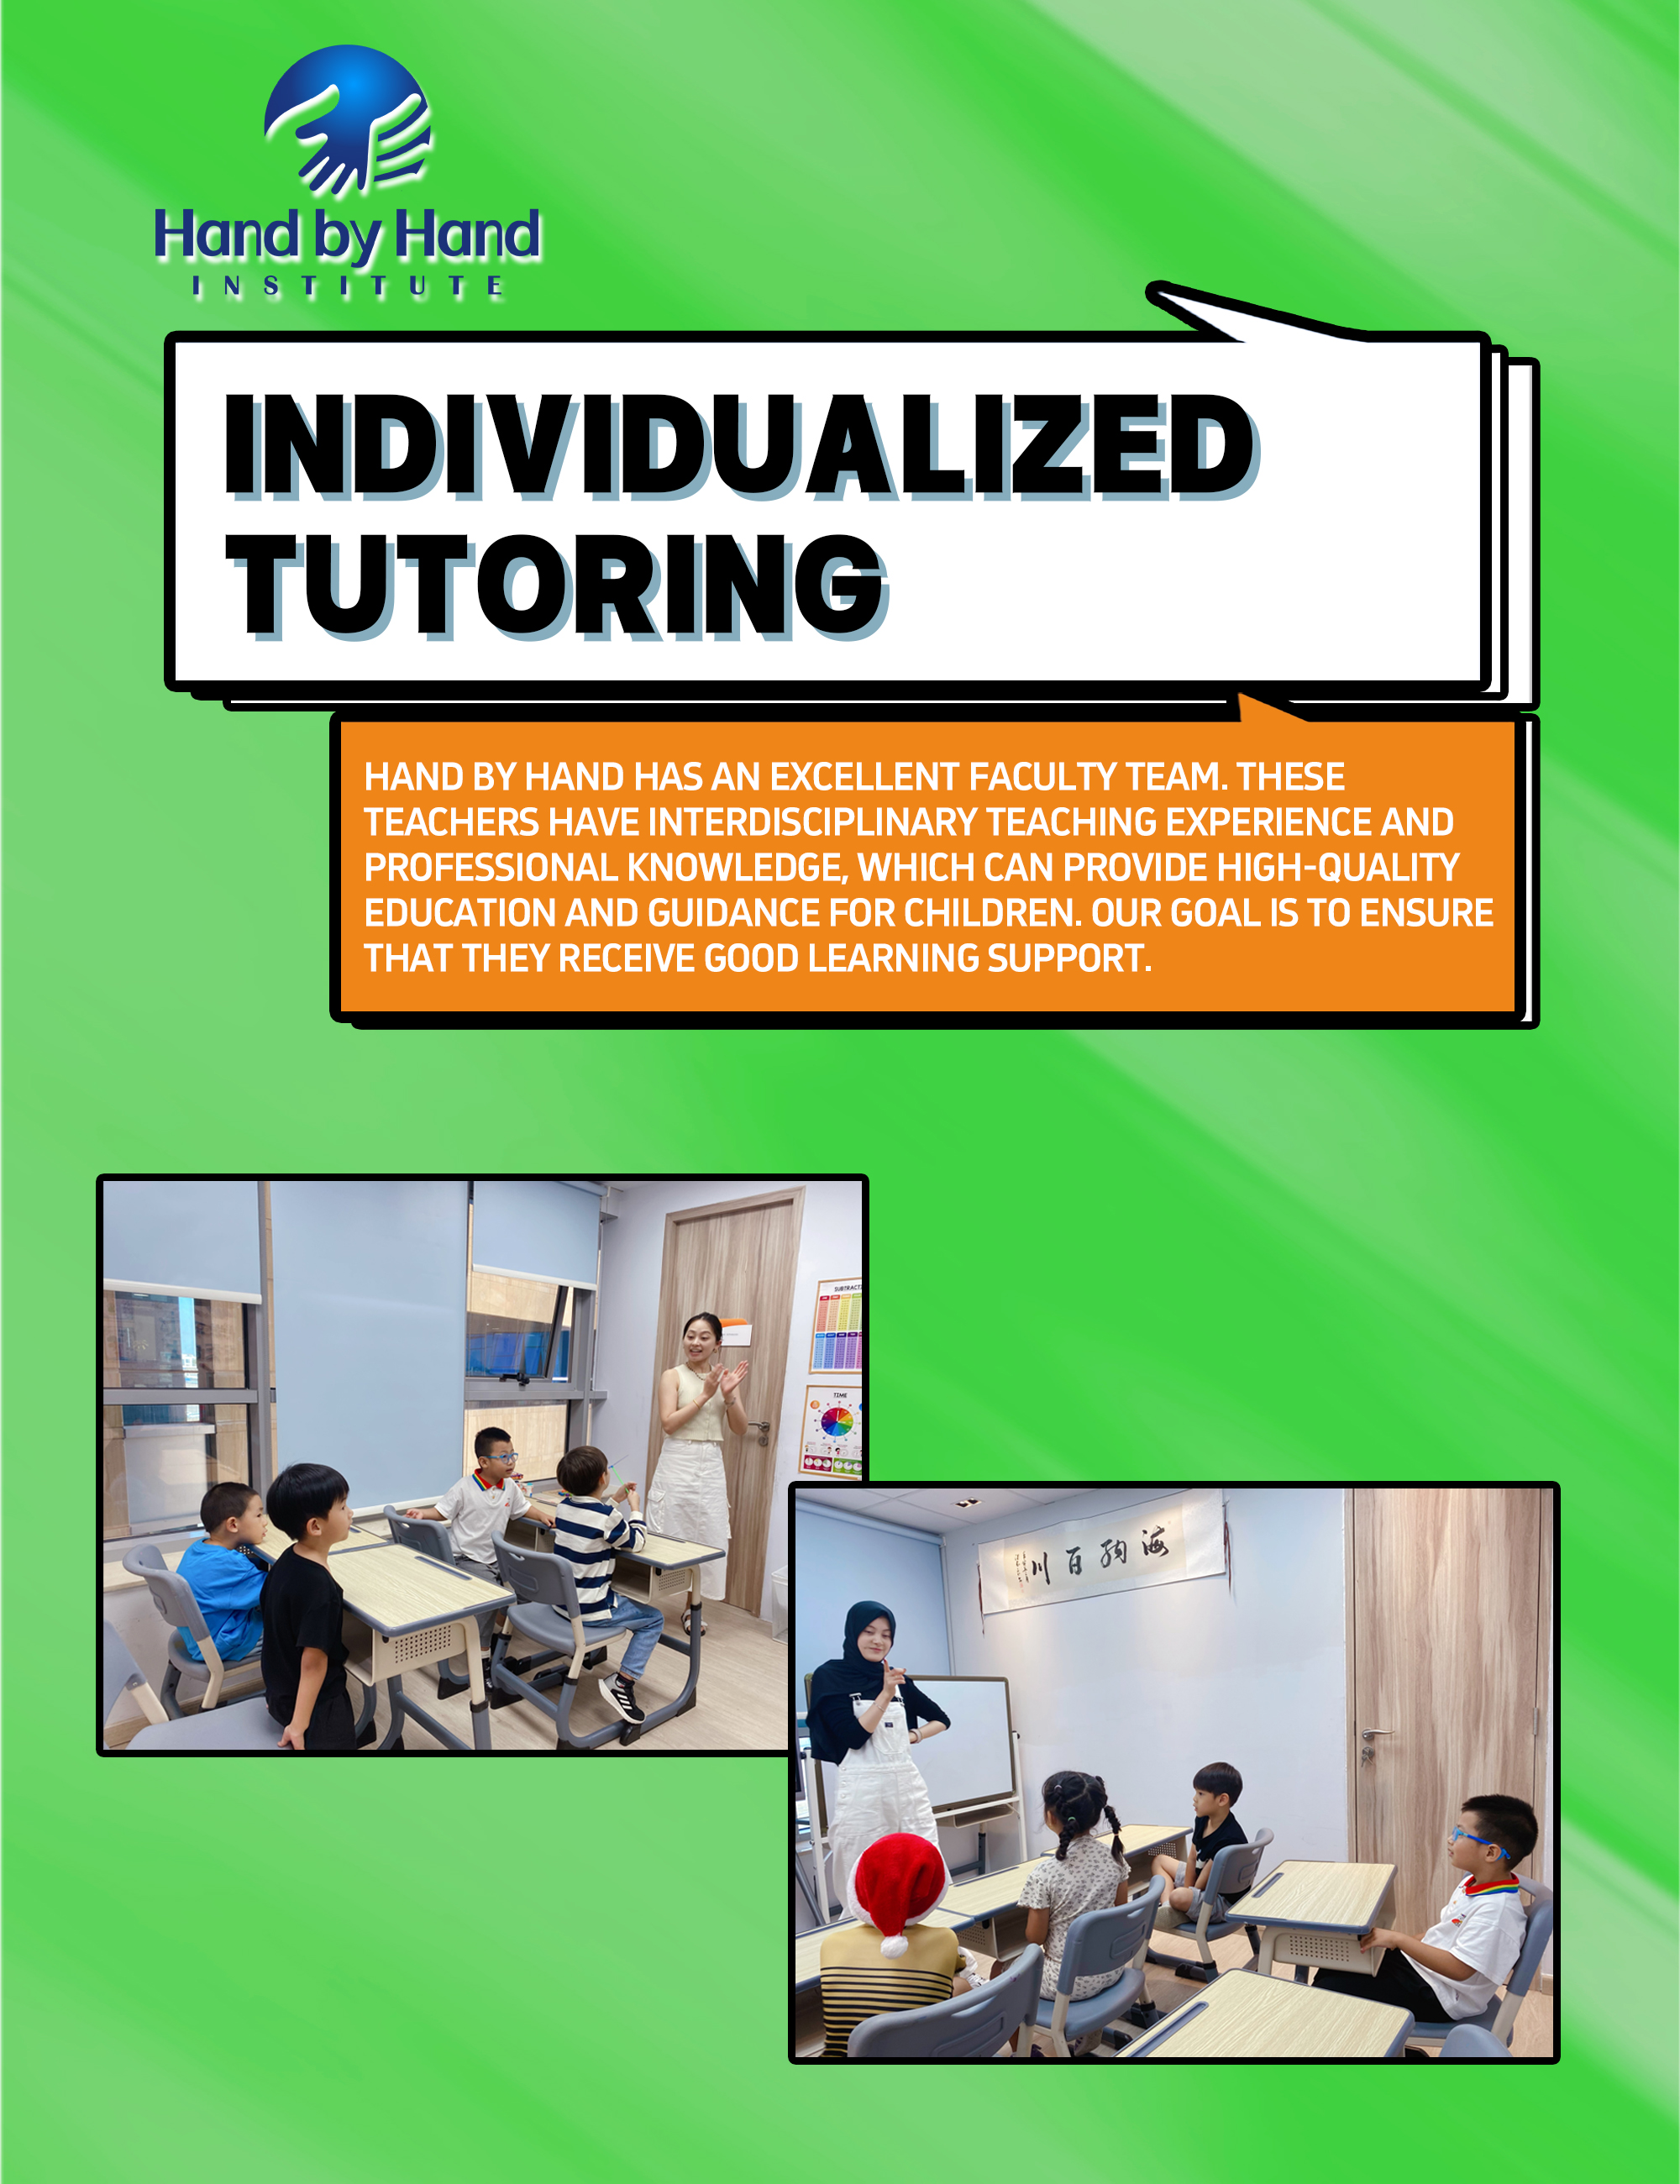 Hand by Hand
INSTITUTE
INDIVIDUALIZED
TUTORING
HAND BY HAND HAS AN EXCELLENT FACULTY TEAM. THESE
TEACHERS HAVE INTERDISCIPLINARY TEACHING EXPERIENCE AND
PROFESSIONAL KNOWLEDGE, WHICH CAN PROVIDE HIGH-QUALITY
EDUCATION AND GUIDANCE FOR CHILDREN. OUR GOAL IS TO ENSURE
THAT THEY RECEIVE GOOD LEARNING SUPPORT.
TIME
海納百川